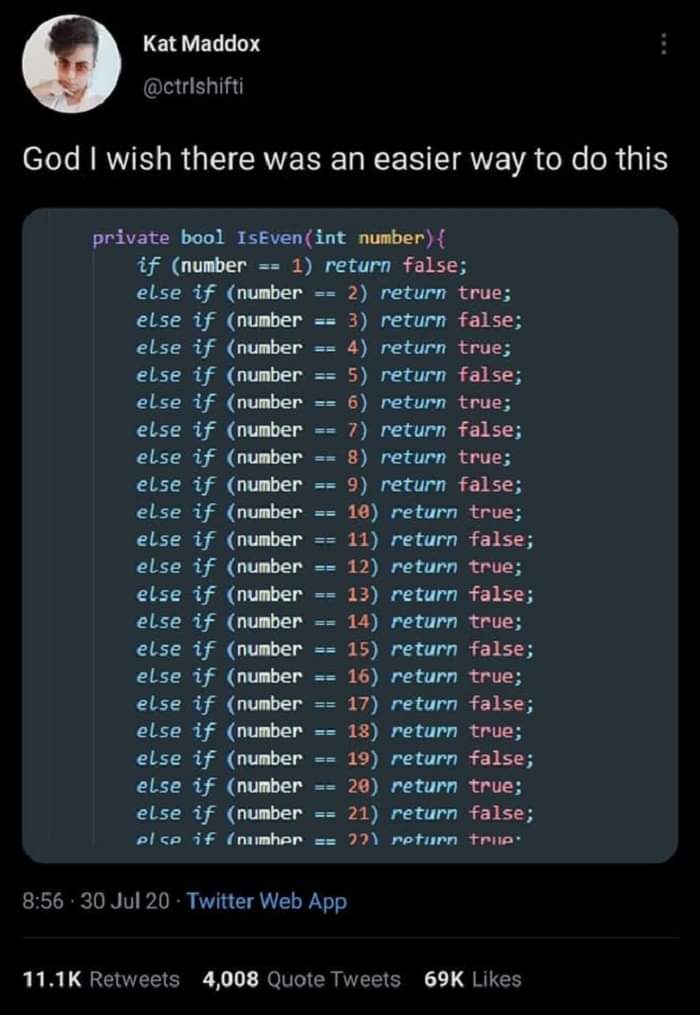 Kat Maddox
@ctrlshifti
God I wish there was an easier way to do this
private bool IsEven(int number){
if (number == 1) return false;
else if (number == 2) return true;
else if (number == 3) return false;
else if (number == 4) return true;
else if (number == 5) return false;
else if (number == 6) return true;
else if (number == 7) return false;
else if (number == 8) return true;
else if (number == 9) return false;
else if (number == 10) return true;
else if (number == 11) return false;
else if (number == 12) return true;
else if (number == 13) return false;
else if (number == 14) return true;
else if (number == 15) return false;
else if (number == 16) return true;
else if (number == 17) return false;
else if (number == 18) return true;
else if (number == 19) return false;
else if (number == 20) return true;
else if (number == 21) return false;
else if (number == 22) return true;
8:56 · 30 Jul 20 · Twitter Web App
11.1K Retweets 4,008 Quote Tweets 69K Likes